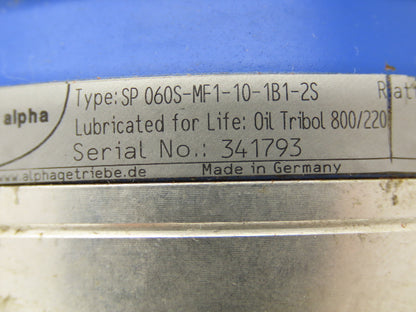 Type: SP 060S-MF1-10-1B1-2S Rat
alpha
Lubricated for Life: Oil Tribol 800/220
Serial No.: 341793
www.alphagetriebe.de Made in Germany